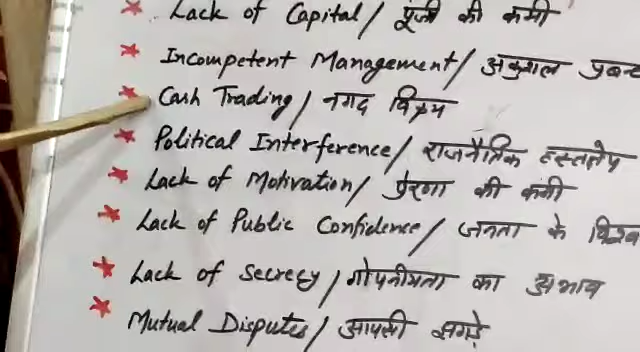 Lack of Capital / पूंजी की कमी
Incompetent Management / अकुशल
Cash Trading / नगद विक्रय
Political Interference / राजनैतिक हस्तक्षेप
Lack of Motivation / प्रेरणा की कमी
Lack of Public Confidence / जनता के
Lack of Secrecy / गोपनीयता का अभाव
Mutual Disputes / आपसी झगड़े